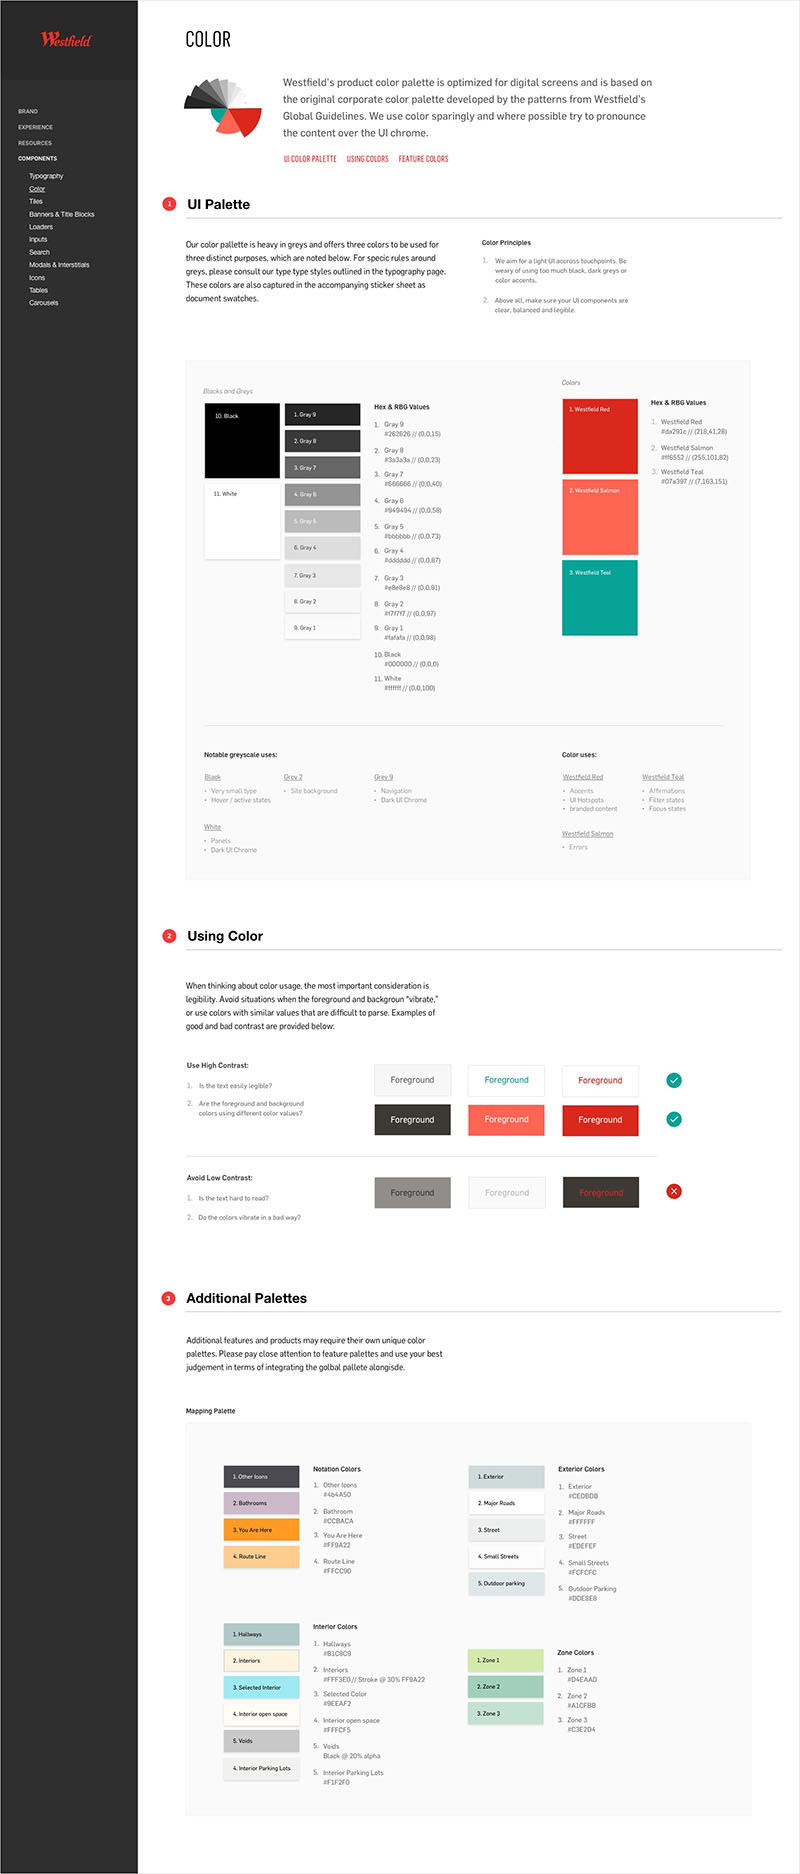 Westfield
BRAND
EXPERIENCE
RESOURCES
COMPONENTS
Typography
Color
Tiles
Banners & Title Blocks
Loaders
Inputs
Search
Modals & Interstitials
Icons
Tables
Carousels
COLOR
Westfield's product color palette is optimized for digital screens and is based on
the original corporate color palette developed by the patterns from Westfield's
Global Guidelines. We use color sparingly and where possible try to pronounce
the content over the UI chrome.
UI COLOR PALETTE USING COLORS FEATURE COLORS
1 UI Palette
Our color pallette is heavy in greys and offers three colors to be used for
three distinct purposes, which are noted below. For specic rules around
greys, please consult our type type styles outlined in the typography page.
These colors are also captured in the accompanying sticker sheet as
document swatches.
Color Principles
1. We aim for a light UI accross touchpoints. Be
weary of using too much black, dark greys or
color accents.
2. Above all, make sure your UI components are
clear, balanced and legible.
Blacks and Greys
10. Black
11. White
1. Gray 9
2. Gray 8
3. Gray 7
4. Gray 6
5. Gray 5
6. Gray 4
7. Gray 3
8. Gray 2
9. Gray 1
Hex & RBG Values
1. Gray 9
#262626 // (0,0,15)
2. Gray 8
#3a3a3a // (0,0,23)
3. Gray 7
#666666 // (0,0,40)
4. Gray 6
#949494 // (0,0,58)
5. Gray 5
#bbbbbb // (0,0,73)
6. Gray 4
#dddddd // (0,0,87)
7. Gray 3
#e8e8e8 // (0,0,91)
8. Gray 2
#f7f7f7 // (0,0,97)
9. Gray 1
#fafafa // (0,0,98)
10. Black
#000000 // (0,0,0)
11. White
#ffffff // (0,0,100)
Colors
1. Westfield Red
2. Westfield Salmon
3. Westfield Teal
Hex & RBG Values
1. Westfield Red
#da291c // (218,41,28)
2. Westfield Salmon
#ff6552 // (255,101,82)
3. Westfield Teal
#07a397 // (7,163,151)
Notable greyscale uses:
Black
• Very small type
• Hover / active states
Grey 2
• Site background
Grey 9
• Navigation
• Dark UI Chrome
White
• Panels
• Dark UI Chrome
Color uses:
Westfield Red
• Accents
• UI Hotspots
• branded content
Westfield Teal
• Affirmations
• Filter states
• Focus states
Westfield Salmon
• Errors
2 Using Color
When thinking about color usage, the most important consideration is
legibility. Avoid situations when the foreground and backgroun "vibrate,"
or use colors with similar values that are difficult to parse. Examples of
good and bad contrast are provided below:
Use High Contrast:
1. Is the text easily legible?
2. Are the foreground and background
colors using different color values?
Foreground Foreground Foreground
Foreground Foreground Foreground
Avoid Low Contrast:
1. Is the text hard to read?
2. Do the colors vibrate in a bad way?
Foreground Foreground Foreground
3 Additional Palettes
Additional features and products may require their own unique color
palettes. Please pay close attention to feature palettes and use your best
judgement in terms of integrating the golbal pallete alongisde.
Mapping Palette
1. Other Icons
2. Bathrooms
3. You Are Here
4. Route Line
Notation Colors
1. Other Icons
#4b4A50
2. Bathroom
#CCBACA
3. You Are Here
#FF9A22
4. Route Line
#FFCC90
1. Exterior
2. Major Roads
3. Street
4. Small Streets
5. Outdoor parking
Exterior Colors
1. Exterior
#CEDBDB
2. Major Roads
#FFFFFF
3. Street
#EDEFEF
4. Small Streets
#FCFCFC
5. Outdoor Parking
#DDE8E8
1. Hallways
2. Interiors
3. Selected Interior
4. Interior open space
5. Voids
4. Interior Parking Lots
Interior Colors
1. Hallways
#B1C8C9
2. Interiors
#FFF3E0 // Stroke @ 30% FF9A22
3. Selected Color
#9EEAF2
4. Interior open space
#FFFCF5
5. Voids
Black @ 20% alpha
5. Interior Parking Lots
#F1F2F0
1. Zone 1
2. Zone 2
3. Zone 3
Zone Colors
1. Zone 1
#D4EAAD
2. Zone 2
#A1CFBB
3. Zone 3
#C3E2D4